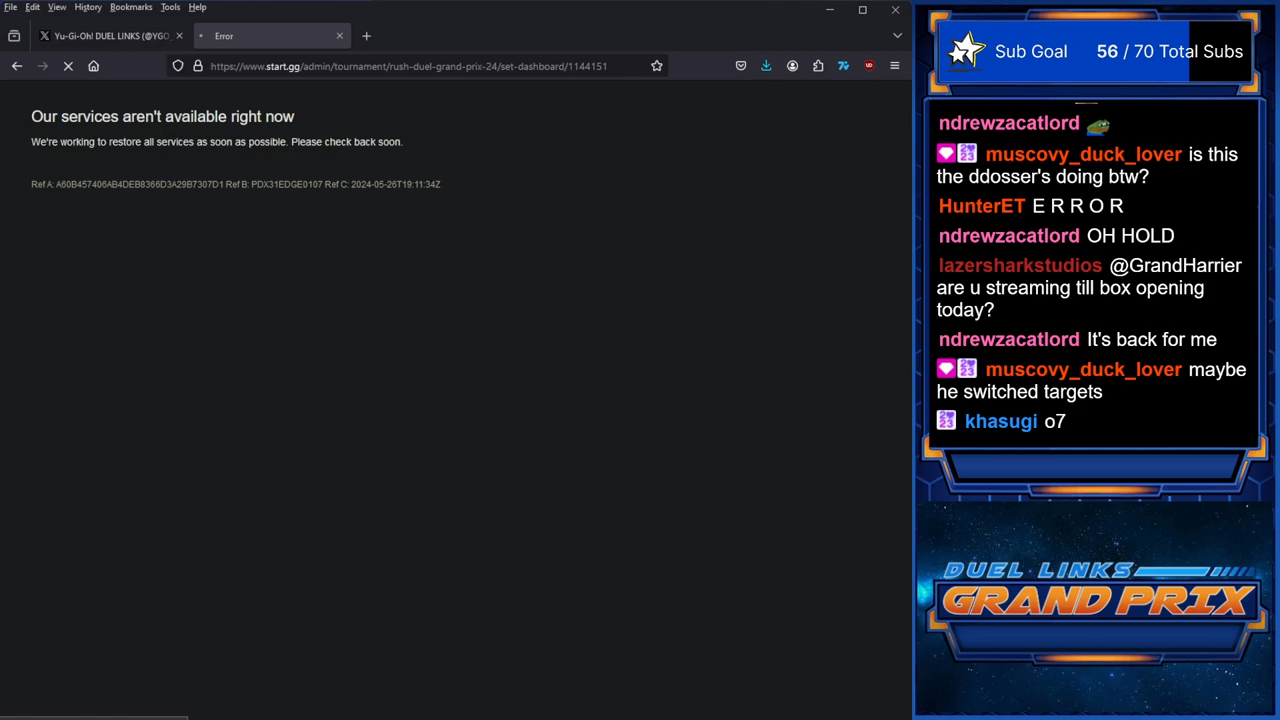 File Edit View History Bookmarks Tools Help
Yu-Gi-Oh! DUEL LINKS (@YGO_
Error
https://www.start.gg/admin/tournament/rush-duel-grand-prix-24/set-dashboard/1144151
Our services aren't available right now
We're working to restore all services as soon as possible. Please check back soon.
Ref A: A60B457406AB4DEB8366D3A29B7307D1 Ref B: PDX31EDGE0107 Ref C: 2024-05-26T19:11:34Z
Sub Goal 56 / 70 Total Subs
ndrewzacatlord
muscovy_duck_lover is this
the ddosser's doing btw?
HunterET E R R O R
ndrewzacatlord OH HOLD
lazersharkstudios @GrandHarrier
are u streaming till box opening
today?
ndrewzacatlord It's back for me
muscovy_duck_lover maybe
he switched targets
khasugi o7
DUEL LINKS
GRAND PRIX